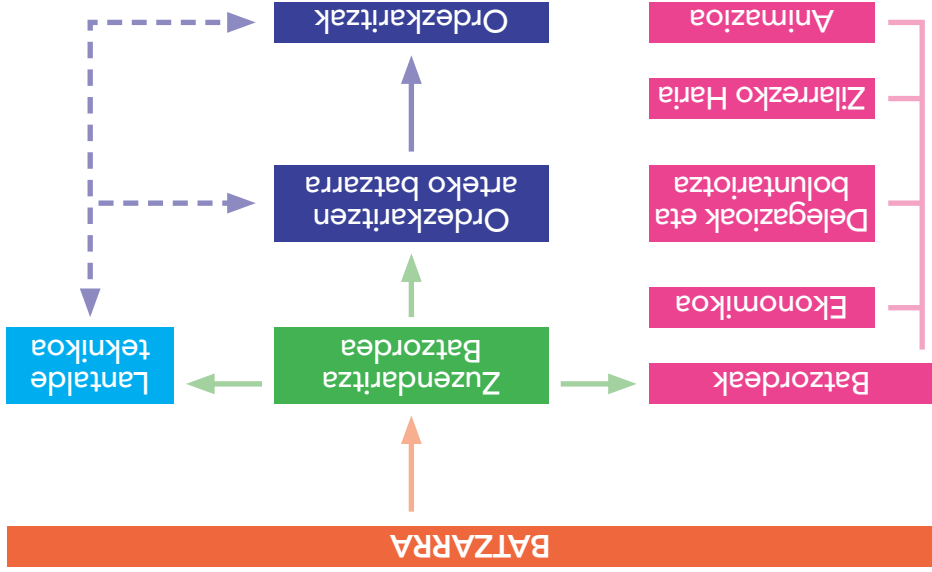 BATZARRA
Batzordeak
Zuzendaritza
Batzordea
Lantalde
teknikoa
Ekonomikoa
Delegazioak eta
boluntariotza
Ordezkaritzen
arteko batzarra
Zilarrezko Haria
Animazioa
Ordezkaritzak